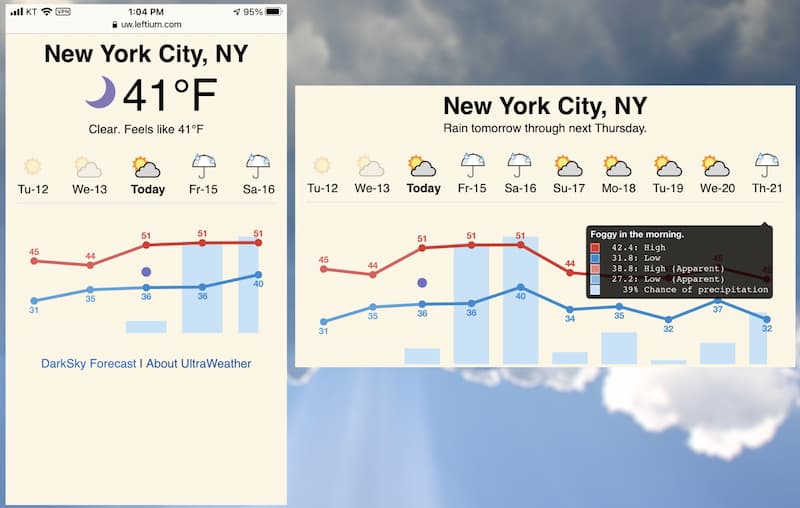 KT VPN 1:04 PM 95%
uw.leftium.com
New York City, NY
41°F
Clear. Feels like 41°F
Tu-12 We-13 Today Fr-15 Sa-16
45 44 51 51 51
31 35 36 36 40
DarkSky Forecast | About UltraWeather
New York City, NY
Rain tomorrow through next Thursday.
Tu-12 We-13 Today Fr-15 Sa-16 Su-17 Mo-18 Tu-19 We-20 Th-21
45 44 51 51 51 44
Foggy in the morning.
42.4: High
31.8: Low
38.8: High (Apparent)
27.2: Low (Apparent)
39% Chance of precipitation
31 35 36 36 40 34 35 32 37 32